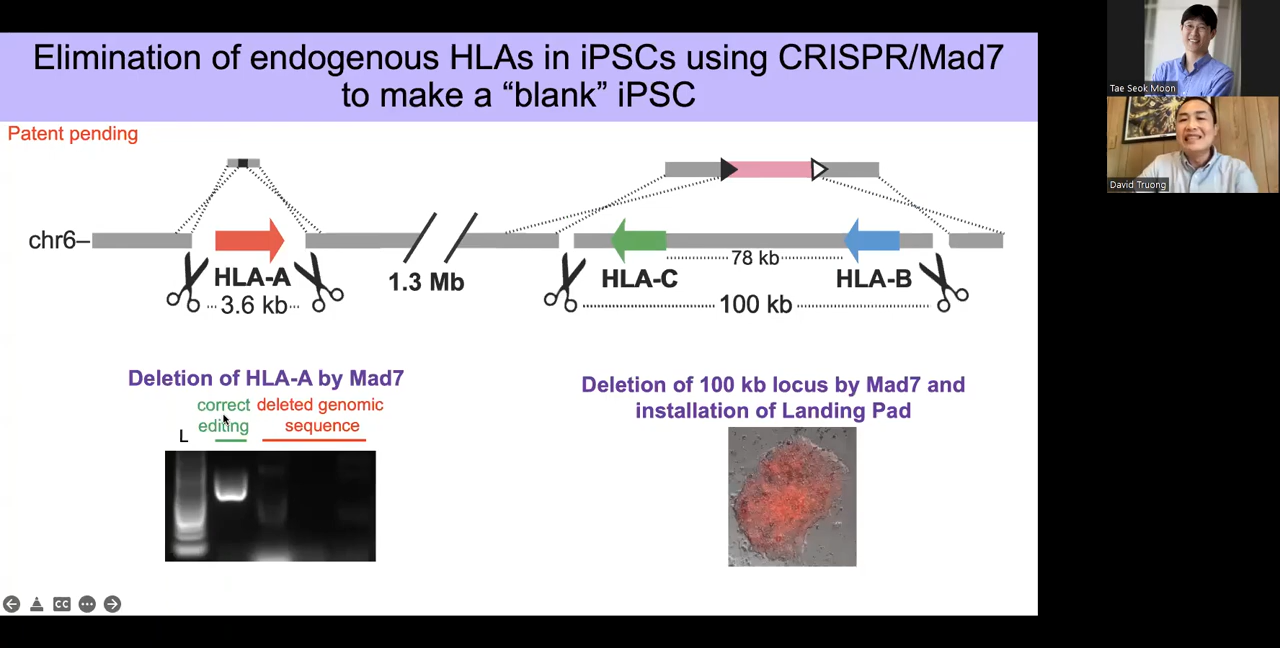 Elimination of endogenous HLAs in iPSCs using CRISPR/Mad7
to make a “blank” iPSC
Patent pending
chr6–
HLA-A
3.6 kb
1.3 Mb
HLA-C
78 kb
HLA-B
100 kb
Deletion of HLA-A by Mad7
correct
editing
deleted genomic
sequence
L
Deletion of 100 kb locus by Mad7 and
installation of Landing Pad
CC
Tae Seok Moon
David Truong